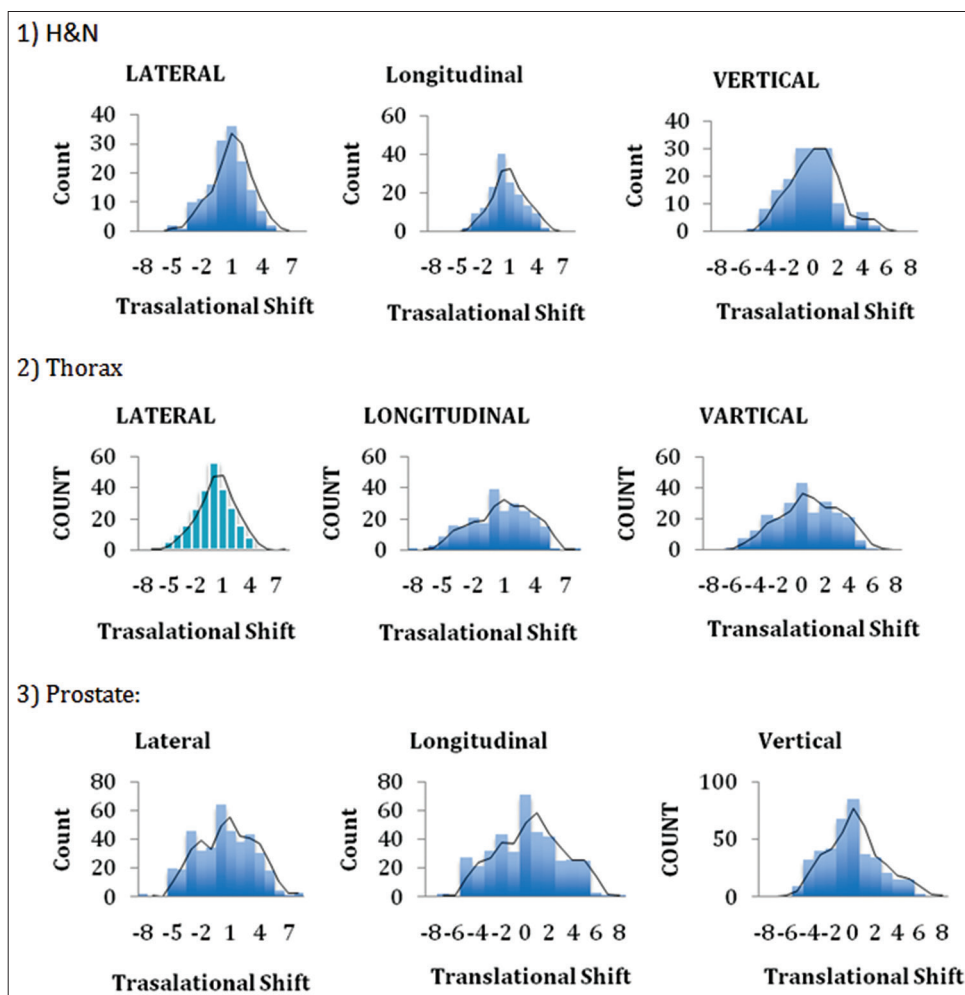 1) H&N
LATERAL
Longitudinal
VERTICAL
40
30
20
10
0
Count
-8 -5 -2 1 4 7
Trasalational Shift
60
40
20
0
Count
-8 -5 -2 1 4 7
Trasalational Shift
40
30
20
10
0
Count
-8 -6 -4 -2 0 2 4 6 8
Trasalational Shift
2) Thorax
LATERAL
LONGITUDINAL
VARTICAL
60
40
20
0
COUNT
-8 -5 -2 1 4 7
Trasalational Shift
60
40
20
0
COUNT
-8 -5 -2 1 4 7
Trasalational Shift
60
40
20
0
COUNT
-8 -6 -4 -2 0 2 4 6 8
Transalational Shift
3) Prostate:
Lateral
Longitudinal
Vertical
80
60
40
20
0
Count
-8 -5 -2 1 4 7
Trasalational Shift
80
60
40
20
0
Count
-8 -6 -4 -2 0 2 4 6 8
Translational Shift
100
50
0
COUNT
-8 -6 -4 -2 0 2 4 6 8
Translational Shift